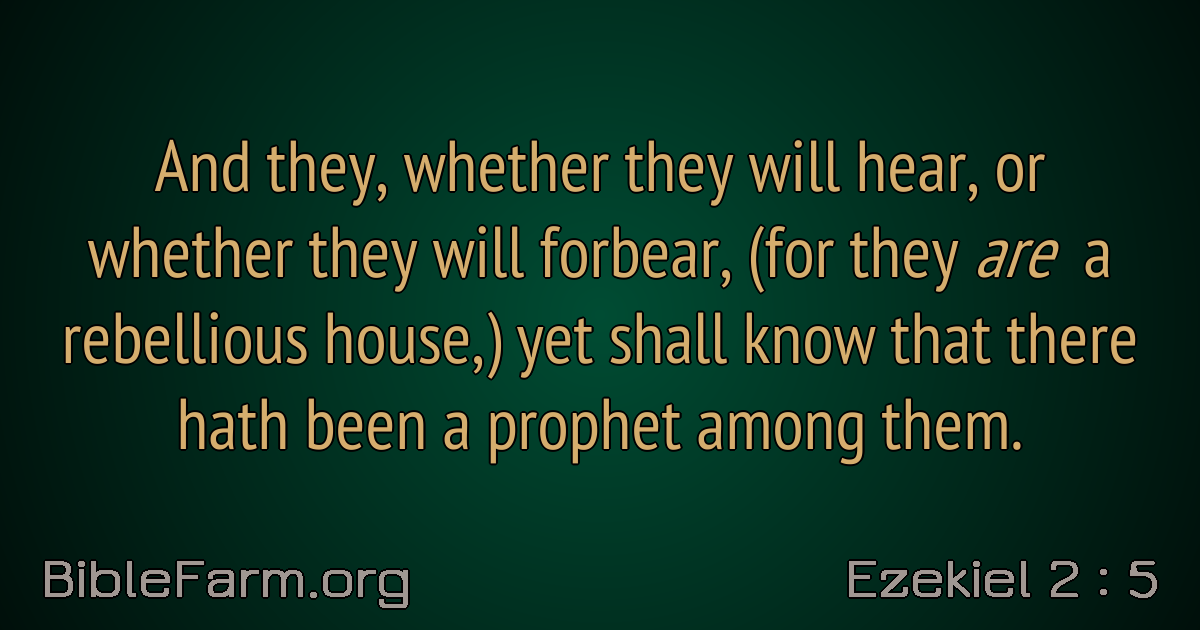 And they, whether they will hear, or
whether they will forbear, (for they are a
rebellious house,) yet shall know that there
hath been a prophet among them.
BibleFarm.org
Ezekiel 2 : 5